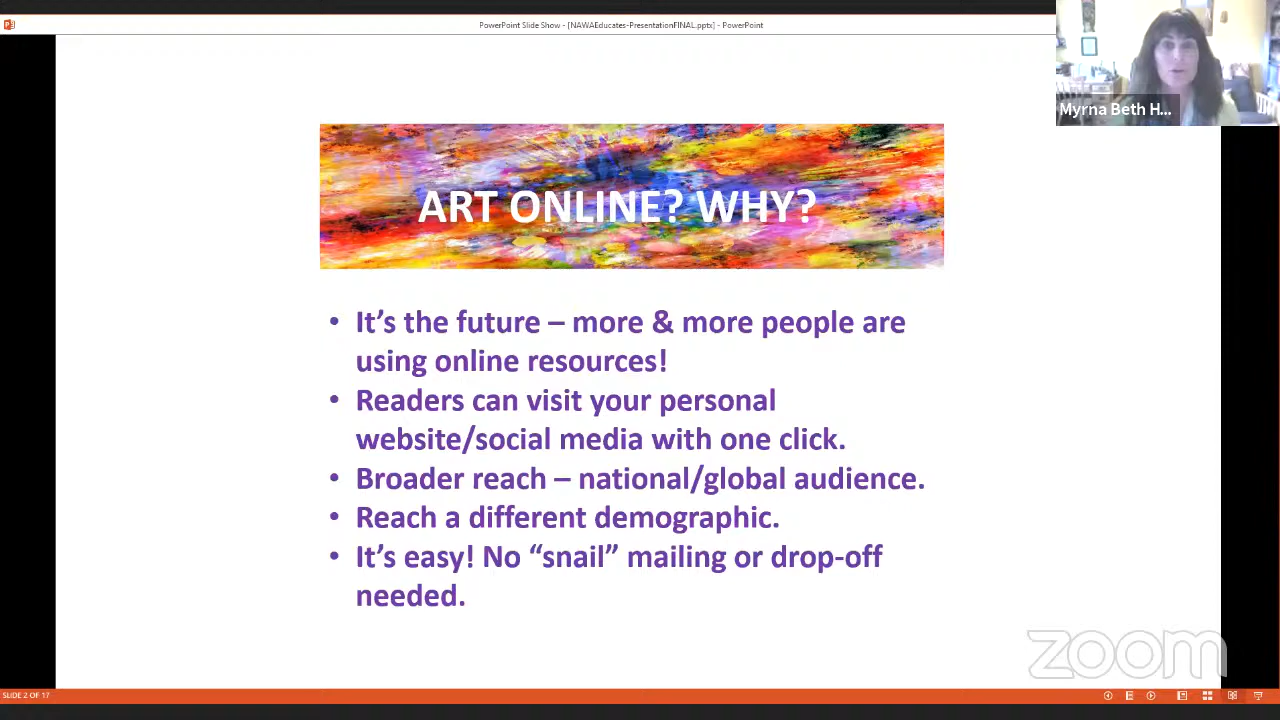 PowerPoint Slide Show - [NAWAEducates-PresentationFINAL.pptx] - PowerPoint
Myrna Beth H...
ART ONLINE? WHY?
• It’s the future – more & more people are
using online resources!
• Readers can visit your personal
website/social media with one click.
• Broader reach – national/global audience.
• Reach a different demographic.
• It’s easy! No “snail” mailing or drop-off
needed.
zoom
SLIDE 2 OF 17